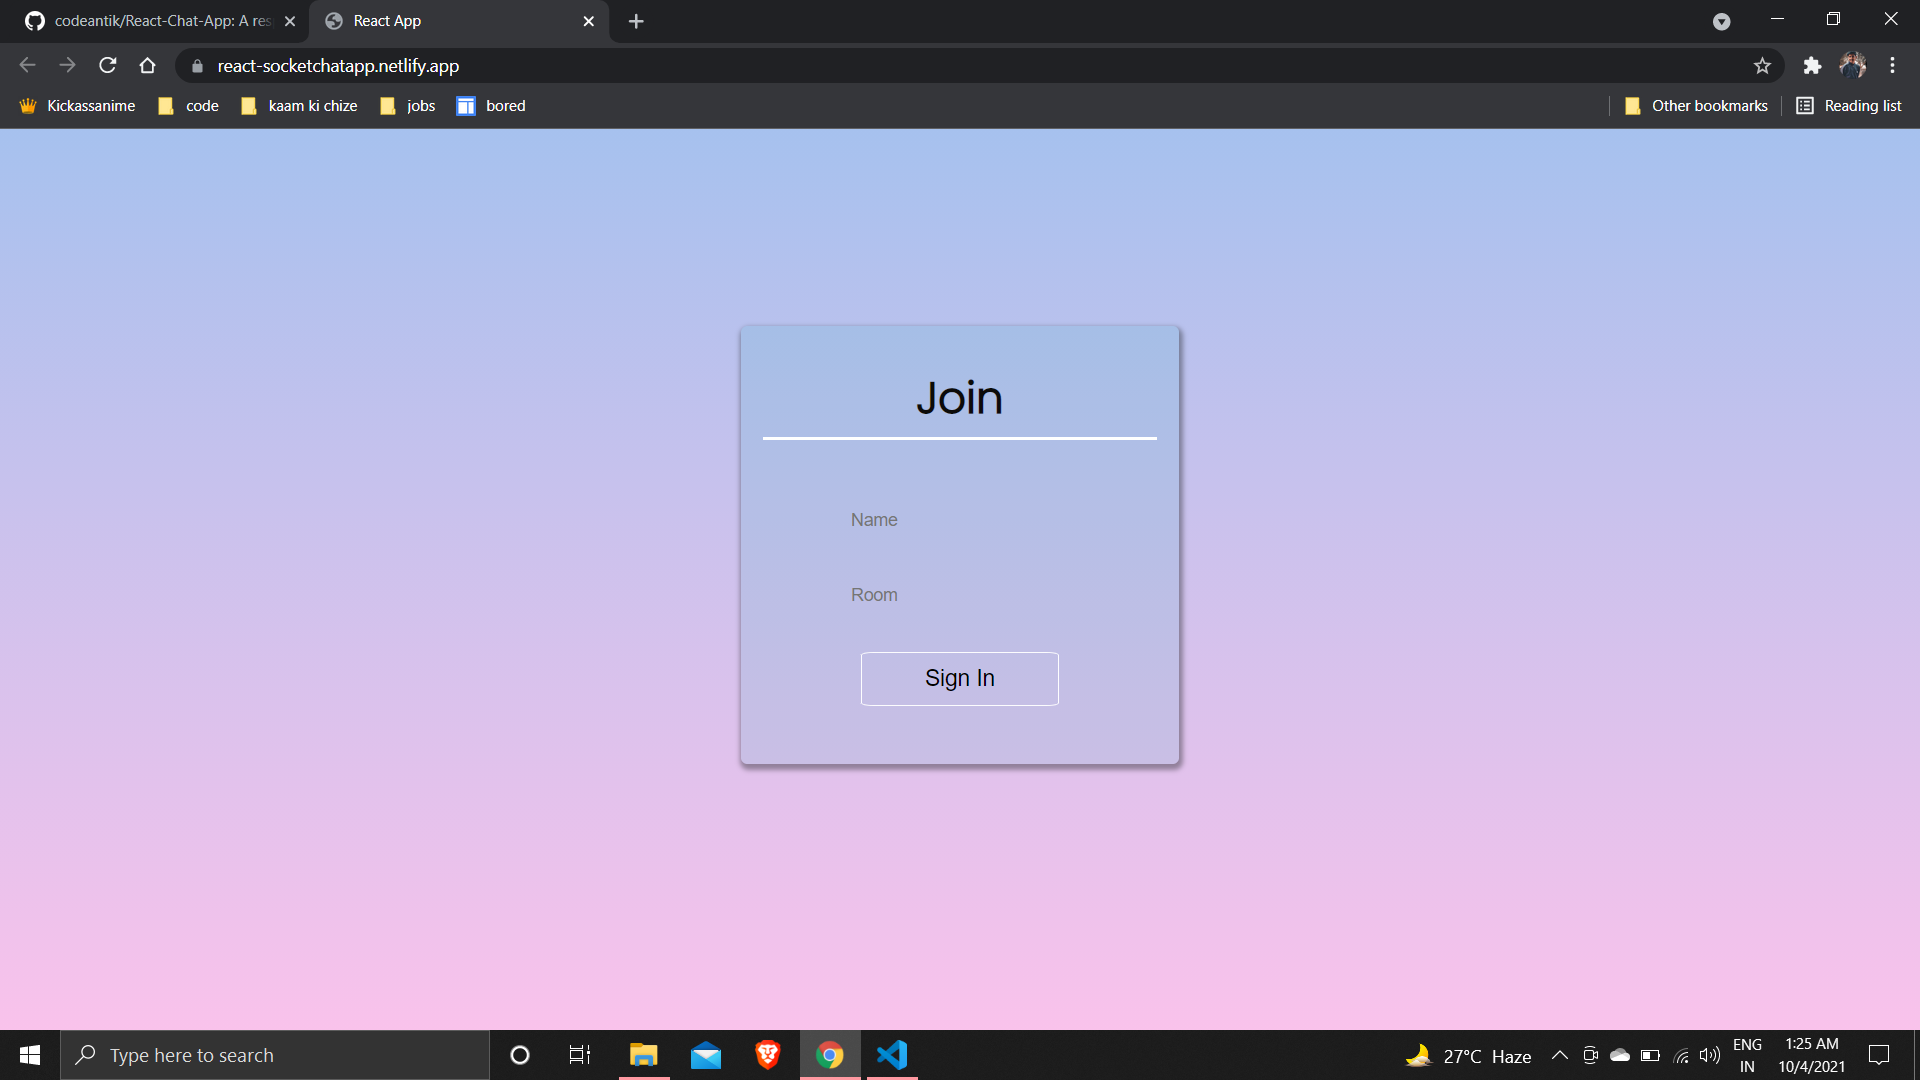 codeantik/React-Chat-App: A res
React App
react-socketchatapp.netlify.app
Kickassanime
code
kaam ki chize
jobs
bored
Other bookmarks
Reading list
Join
Name
Room
Sign In
Type here to search
27°C Haze
ENG
IN
1:25 AM
10/4/2021